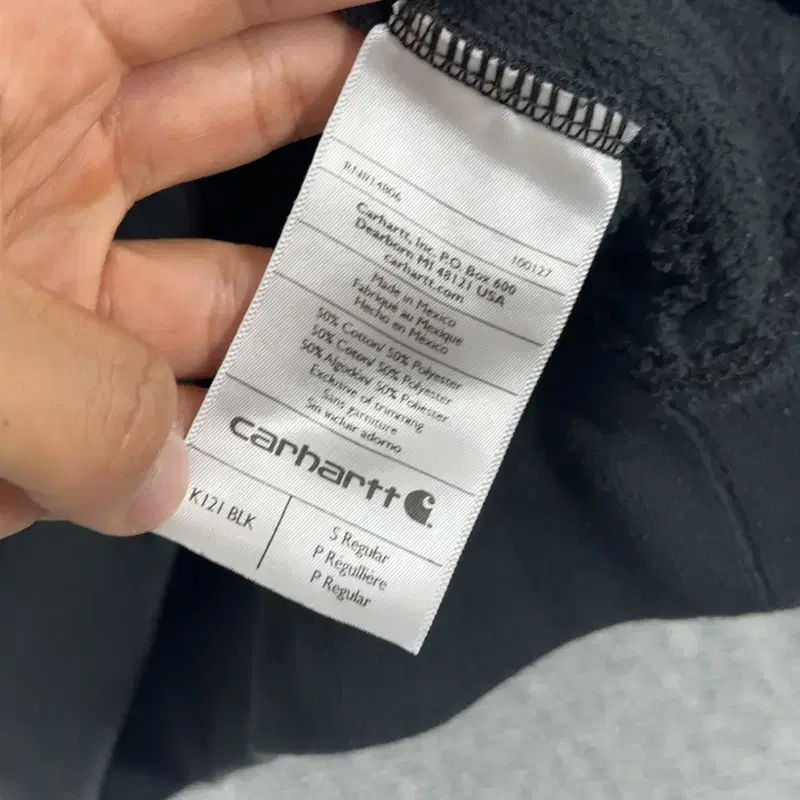 100127
Carhartt, Inc. P.O. Box 600
Dearborn MI 48121 USA
carhartt.com
Made in Mexico
Fabriqué au Mexique
Hecho en México
50% Cotton/ 50% Polyester
50% Coton/ 50% Polyester
50% Algodón/ 50% Poliester
Exclusive of trimming
Sans garniture
Sin incluir adorno
carhartt
K121 BLK
S Regular
P Régullière
P Regular